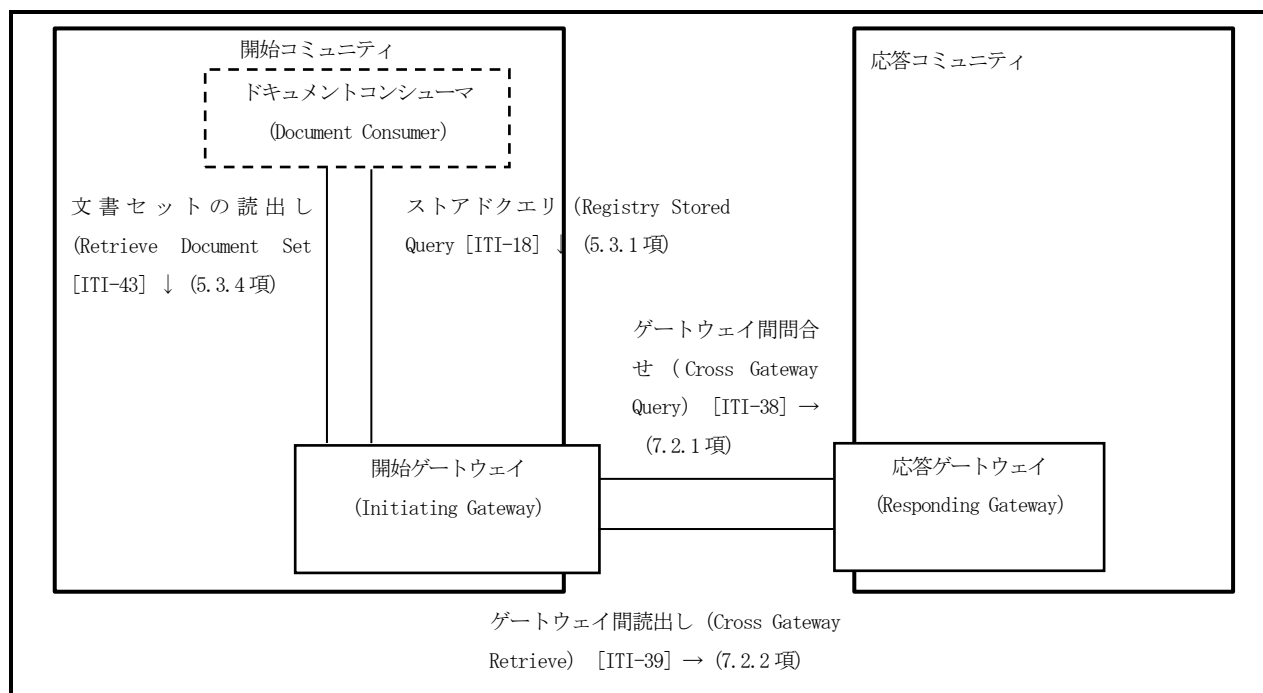 開始コミュニティ
ドキュメントコンシューマ
(Document Consumer)
応答コミュニティ
文書セットの読出し
(Retrieve Document Set
[ITI-43] ↓ (5.3.4項)
ストアドクエリ (Registry Stored
Query [ITI-18] ↓ (5.3.1項)
ゲートウェイ間問合
せ (Cross Gateway
Query) [ITI-38] →
(7.2.1項)
開始ゲートウェイ
(Initiating Gateway)
応答ゲートウェイ
(Responding Gateway)
ゲートウェイ間読出し (Cross Gateway
Retrieve) [ITI-39] → (7.2.2項)